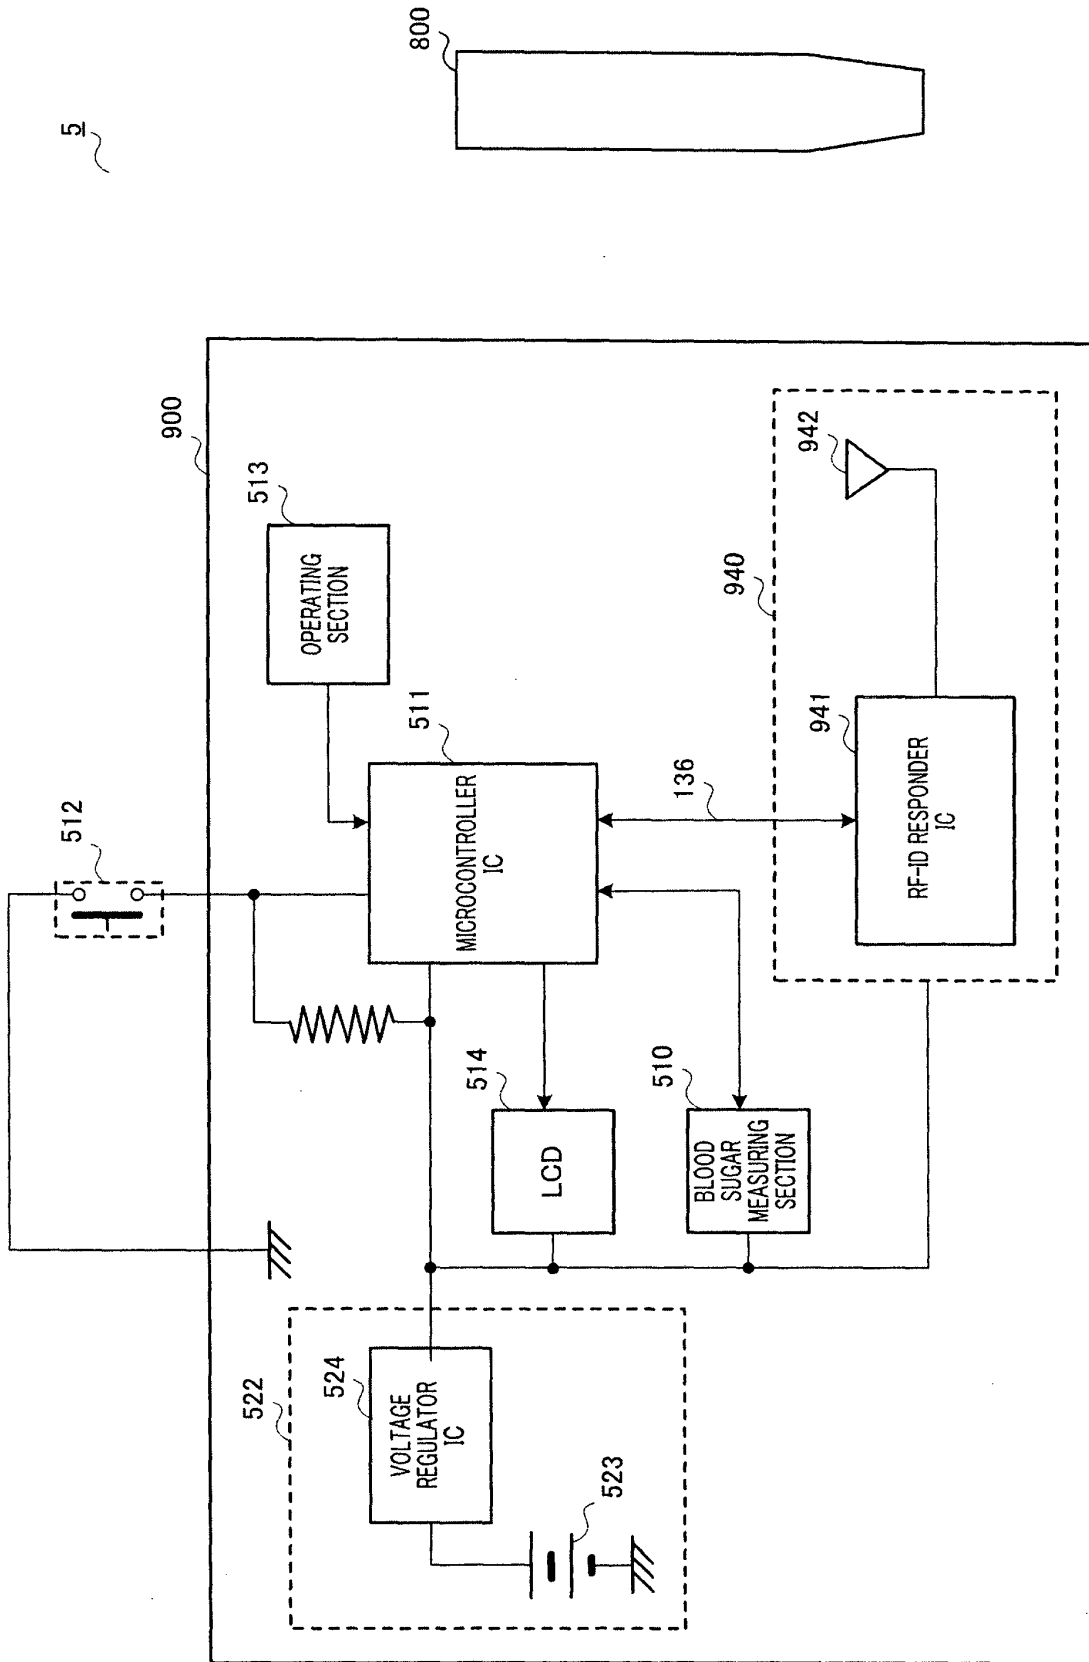 5
800
900
512
513
OPERATING
SECTION
511
MICROCONTROLLER
IC
136
940
942
941
RF-ID RESPONDER
IC
514
LCD
510
BLOOD
SUGAR
MEASURING
SECTION
522
524
VOLTAGE
REGULATOR
IC
523